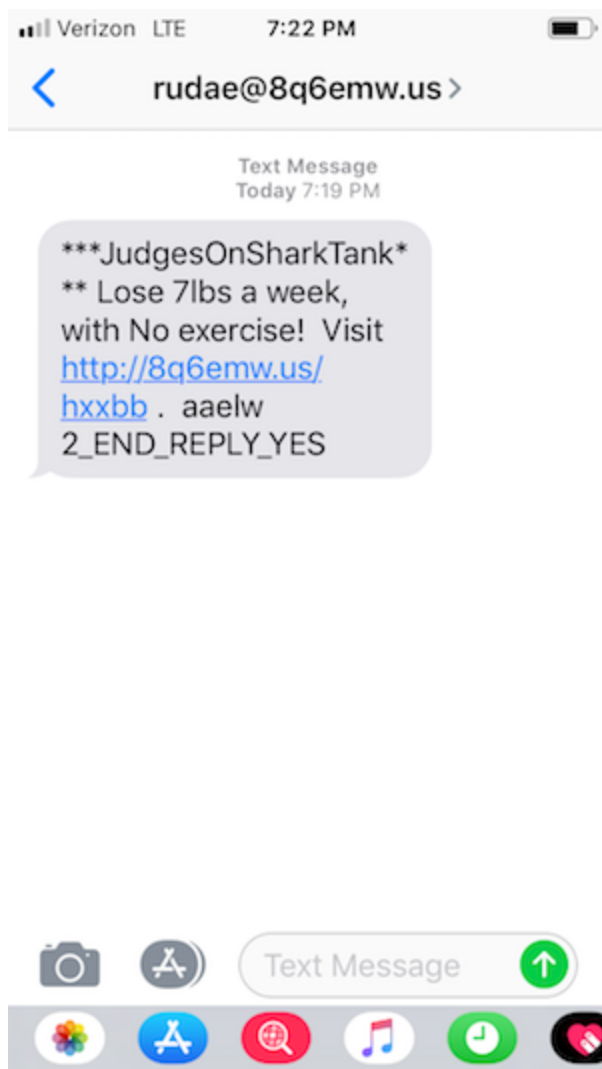 Verizon LTE 7:22 PM
rudae@8q6emw.us
Text Message
Today 7:19 PM
***JudgesOnSharkTank*
** Lose 7lbs a week,
with No exercise! Visit
http://8q6emw.us/
hxxbb . aaelw
2_END_REPLY_YES
Text Message